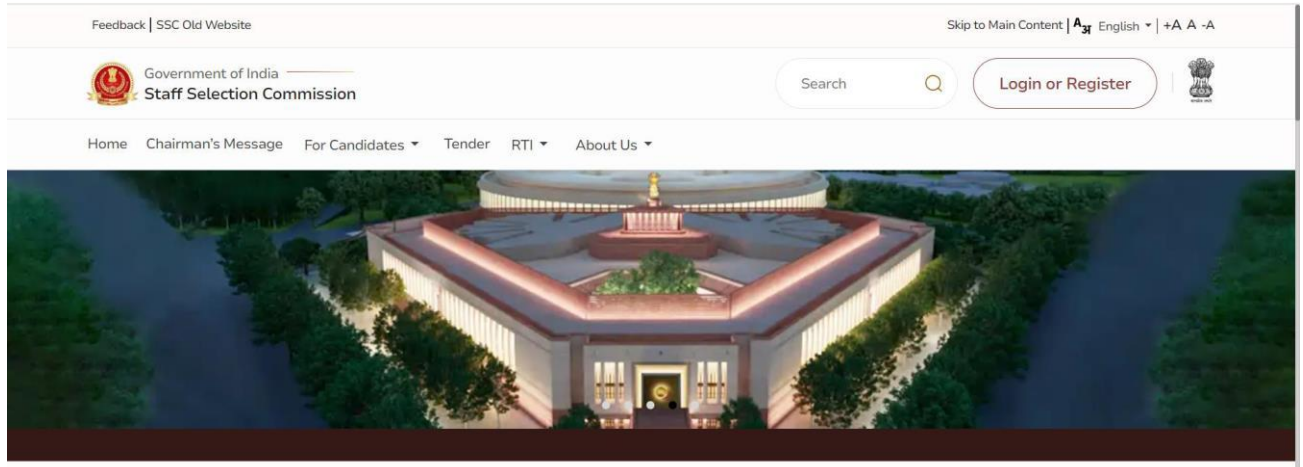 Feedback | SSC Old Website
Skip to Main Content | Aअ English | +A A -A
Government of India
Staff Selection Commission
Search
Login or Register
Home Chairman's Message For Candidates Tender RTI About Us